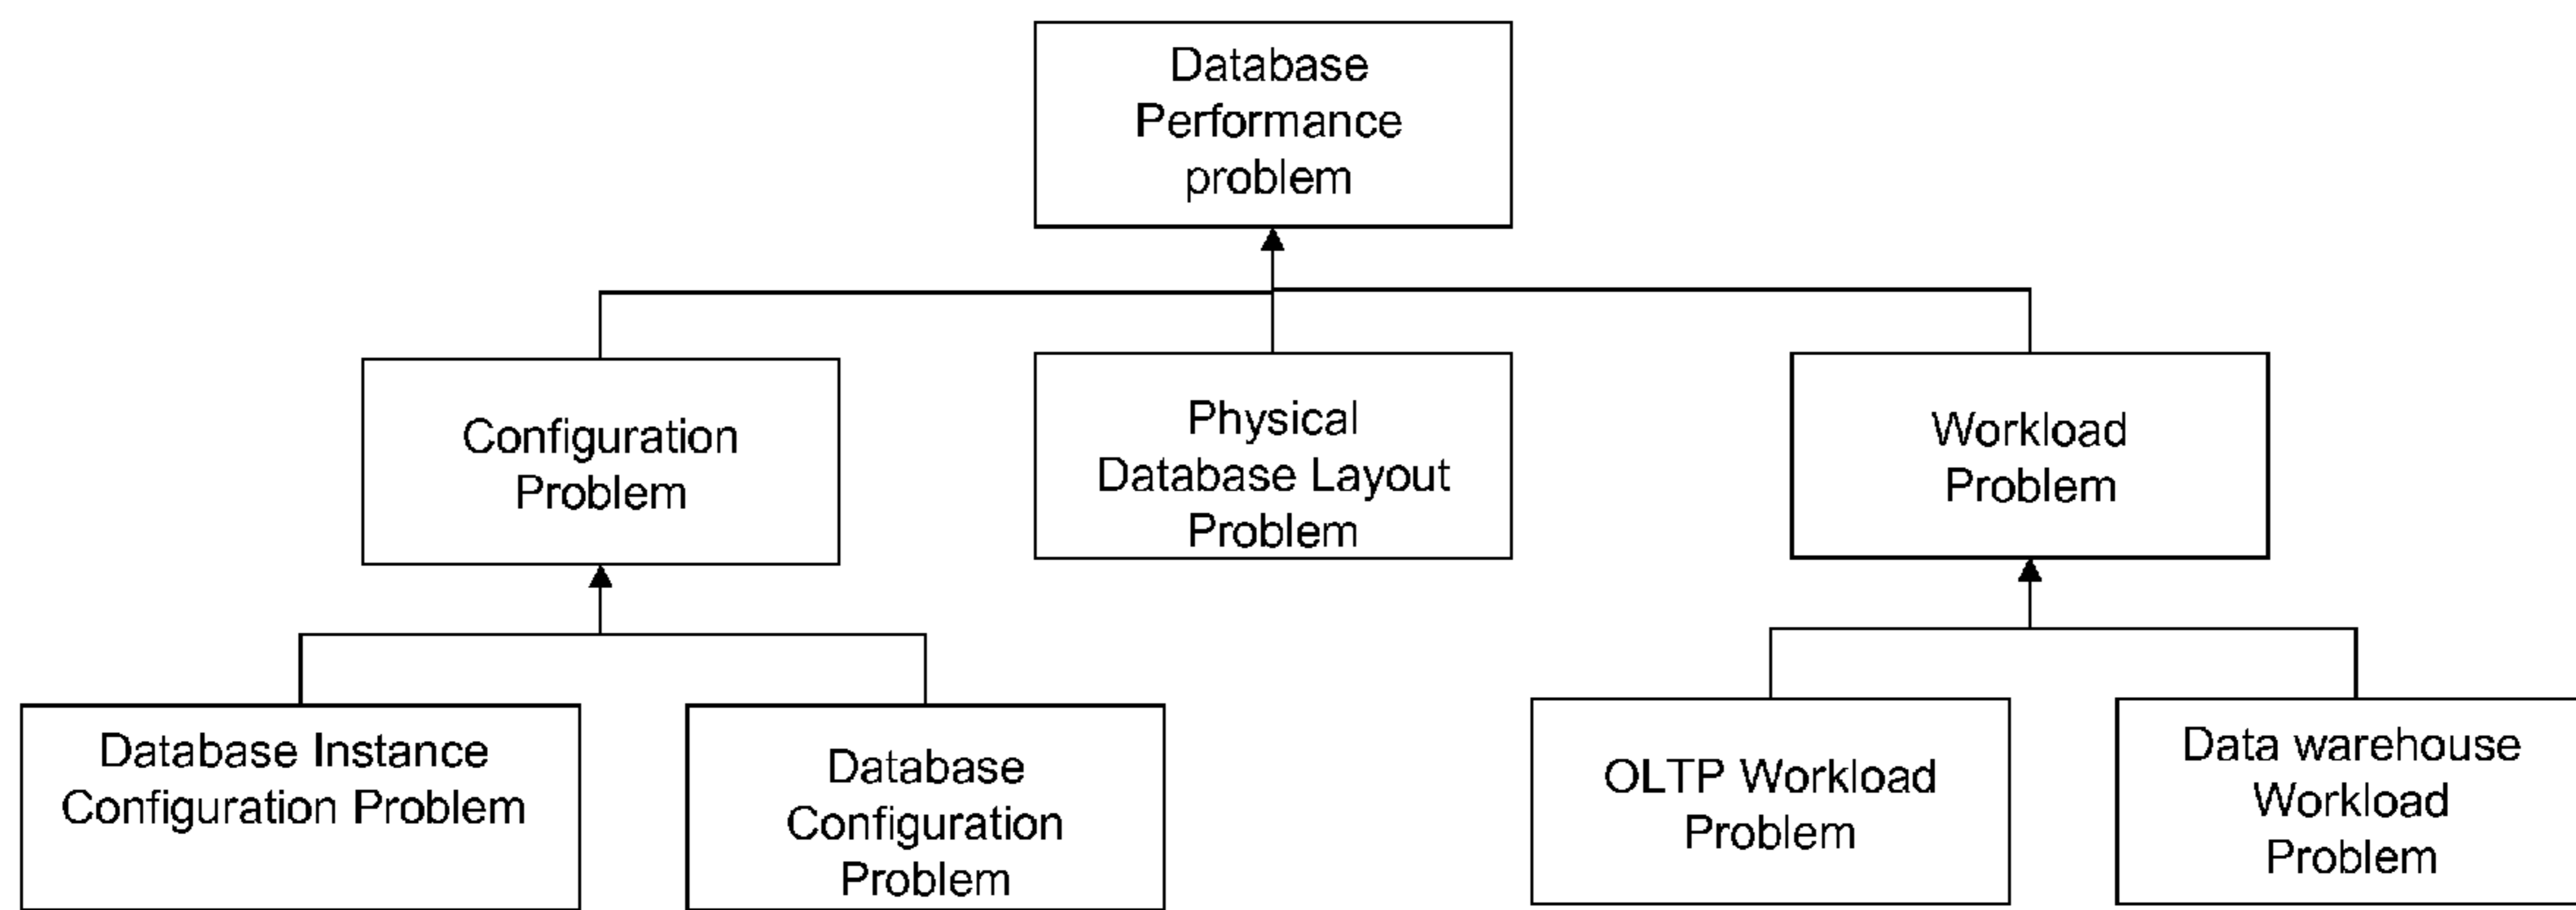 Database
Performance
problem
Configuration
Problem
Physical
Database Layout
Problem
Workload
Problem
Database Instance
Configuration Problem
Database
Configuration
Problem
OLTP Workload
Problem
Data warehouse
Workload
Problem